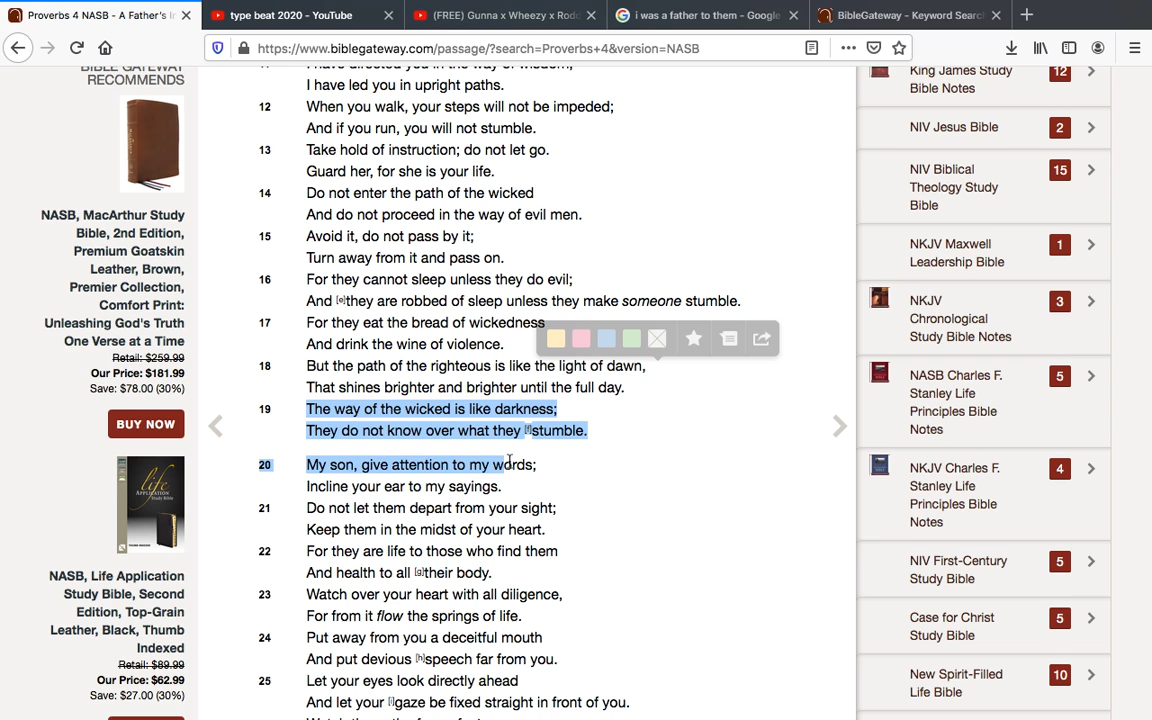 Proverbs 4 NASB - A Father's I
type beat 2020 - YouTube
(FREE) Gunna x Wheezy x Rod
i was a father to them - Google
BibleGateway - Keyword Searc
https://www.biblegateway.com/passage/?search=Proverbs+4&version=NASB
BIBLE GATEWAY
RECOMMENDS
NASB, MacArthur Study
Bible, 2nd Edition,
Premium Goatskin
Leather, Brown,
Premier Collection,
Comfort Print:
Unleashing God's Truth
One Verse at a Time
Retail: $259.99
Our Price: $181.99
Save: $78.00 (30%)
BUY NOW
life
APPLICATION
Study Bible
NASB, Life Application
Study Bible, Second
Edition, Top-Grain
Leather, Black, Thumb
Indexed
Retail: $89.99
Our Price: $62.99
Save: $27.00 (30%)
I have directed you in the way of wisdom;
I have led you in upright paths.
12 When you walk, your steps will not be impeded;
And if you run, you will not stumble.
13 Take hold of instruction; do not let go.
Guard her, for she is your life.
14 Do not enter the path of the wicked
And do not proceed in the way of evil men.
15 Avoid it, do not pass by it;
Turn away from it and pass on.
16 For they cannot sleep unless they do evil;
And [e]they are robbed of sleep unless they make someone stumble.
17 For they eat the bread of wickedness
And drink the wine of violence.
18 But the path of the righteous is like the light of dawn,
That shines brighter and brighter until the full day.
19 The way of the wicked is like darkness;
They do not know over what they [f]stumble.
20 My son, give attention to my words;
Incline your ear to my sayings.
21 Do not let them depart from your sight;
Keep them in the midst of your heart.
22 For they are life to those who find them
And health to all [g]their body.
23 Watch over your heart with all diligence,
For from it flow the springs of life.
24 Put away from you a deceitful mouth
And put devious [h]speech far from you.
25 Let your eyes look directly ahead
And let your [i]gaze be fixed straight in front of you.
King James Study
Bible Notes
12
NIV Jesus Bible
2
NIV Biblical
Theology Study
Bible
15
NKJV Maxwell
Leadership Bible
1
NKJV
Chronological
Study Bible Notes
3
NASB Charles F.
Stanley Life
Principles Bible
Notes
5
NKJV Charles F.
Stanley Life
Principles Bible
Notes
4
NIV First-Century
Study Bible
5
Case for Christ
Study Bible
5
New Spirit-Filled
Life Bible
10